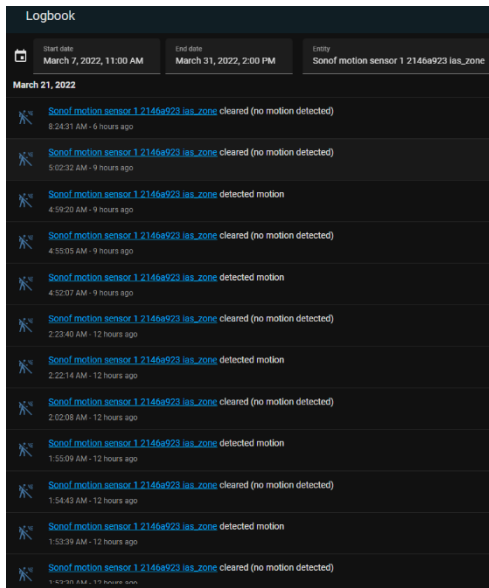 Logbook
Start date
March 7, 2022, 11:00 AM
End date
March 31, 2022, 2:00 PM
Entity
Sonof motion sensor 1 2146a923 ias_zone
March 21, 2022
Sonof motion sensor 1 2146a923 ias_zone cleared (no motion detected)
8:24:31 AM - 6 hours ago
Sonof motion sensor 1 2146a923 ias_zone cleared (no motion detected)
5:02:32 AM - 9 hours ago
Sonof motion sensor 1 2146a923 ias_zone detected motion
4:59:20 AM - 9 hours ago
Sonof motion sensor 1 2146a923 ias_zone cleared (no motion detected)
4:55:05 AM - 9 hours ago
Sonof motion sensor 1 2146a923 ias_zone detected motion
4:52:07 AM - 9 hours ago
Sonof motion sensor 1 2146a923 ias_zone cleared (no motion detected)
2:23:40 AM - 12 hours ago
Sonof motion sensor 1 2146a923 ias_zone detected motion
2:22:14 AM - 12 hours ago
Sonof motion sensor 1 2146a923 ias_zone cleared (no motion detected)
2:02:08 AM - 12 hours ago
Sonof motion sensor 1 2146a923 ias_zone detected motion
1:55:09 AM - 12 hours ago
Sonof motion sensor 1 2146a923 ias_zone cleared (no motion detected)
1:54:43 AM - 12 hours ago
Sonof motion sensor 1 2146a923 ias_zone detected motion
1:53:39 AM - 12 hours ago
Sonof motion sensor 1 2146a923 ias_zone cleared (no motion detected)
1:53:30 AM - 12 hours ago